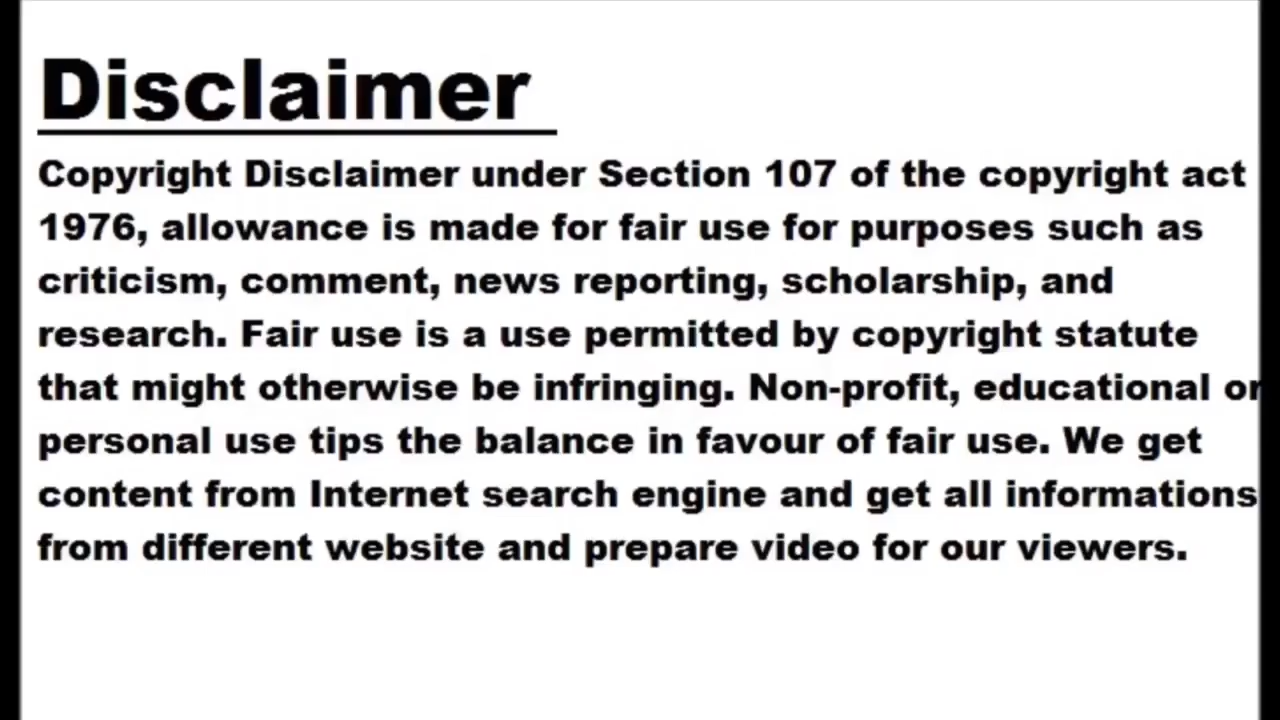 Disclaimer
Copyright Disclaimer under Section 107 of the copyright act
1976, allowance is made for fair use for purposes such as
criticism, comment, news reporting, scholarship, and
research. Fair use is a use permitted by copyright statute
that might otherwise be infringing. Non-profit, educational or
personal use tips the balance in favour of fair use. We get
content from Internet search engine and get all informations
from different website and prepare video for our viewers.